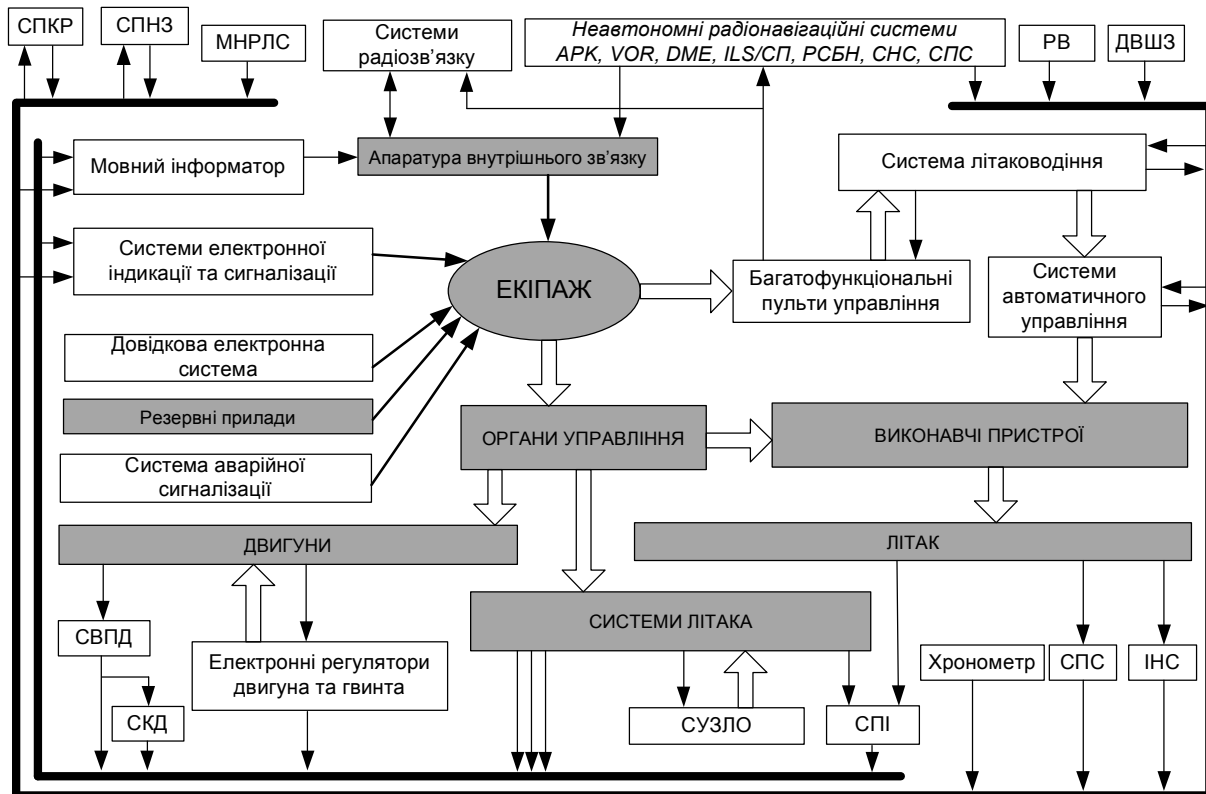 СПКР
СПНЗ
МНРЛС
Системи
радіозв’язку
Неавтономні радіонавігаційні системи
АРК, VOR, DME, ILS/СП, РСБН, СНС, СПС
РВ
ДВШЗ
Мовний інформатор
Апаратура внутрішнього зв’язку
Система літаководіння
Системи електронної
індикації та сигналізації
ЕКІПАЖ
Багатофункціональні
пульти управління
Системи
автоматичного
управління
Довідкова електронна
система
Резервні прилади
ОРГАНИ УПРАВЛІННЯ
ВИКОНАВЧІ ПРИСТРОЇ
Система аварійної
сигналізації
ДВИГУНИ
ЛІТАК
СИСТЕМИ ЛІТАКА
СВПД
Електронні регулятори
двигуна та гвинта
Хронометр
СПС
ІНС
СКД
СУЗЛО
СПІ